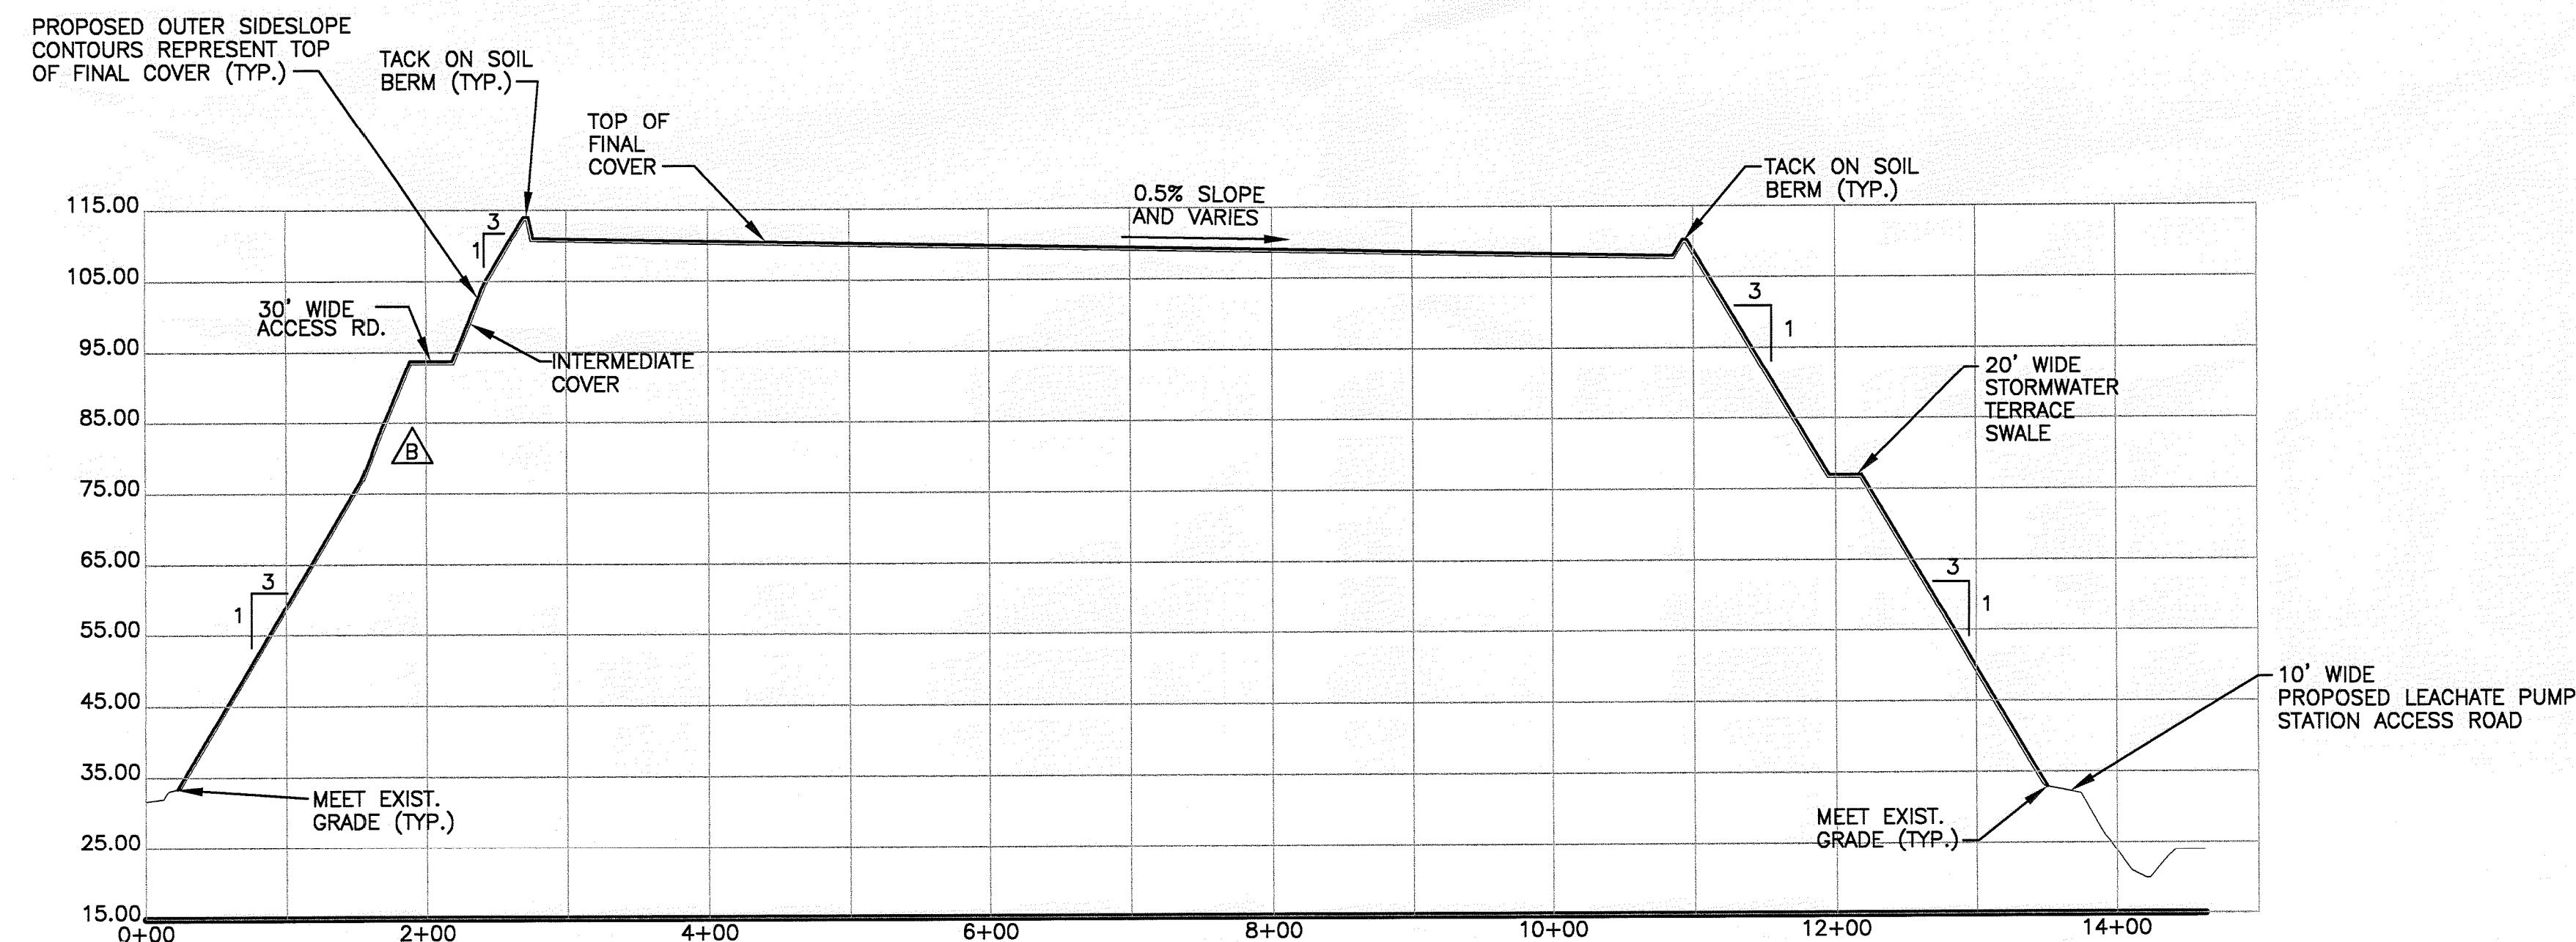 PROPOSED OUTER SIDESLOPE
CONTOURS REPRESENT TOP
OF FINAL COVER (TYP.)
TACK ON SOIL
BERM (TYP.)
TOP OF
FINAL
COVER
0.5% SLOPE
AND VARIES
TACK ON SOIL
BERM (TYP.)
115.00
3
1
105.00
30' WIDE
ACCESS RD.
3
1
95.00
INTERMEDIATE
COVER
20' WIDE
STORMWATER
TERRACE
SWALE
85.00
B
75.00
65.00
3
1
3
1
55.00
45.00
10' WIDE
PROPOSED LEACHATE PUMP
STATION ACCESS ROAD
35.00
MEET EXIST.
GRADE (TYP.)
MEET EXIST.
GRADE (TYP.)
25.00
15.00
0+00 2+00 4+00 6+00 8+00 10+00 12+00 14+00